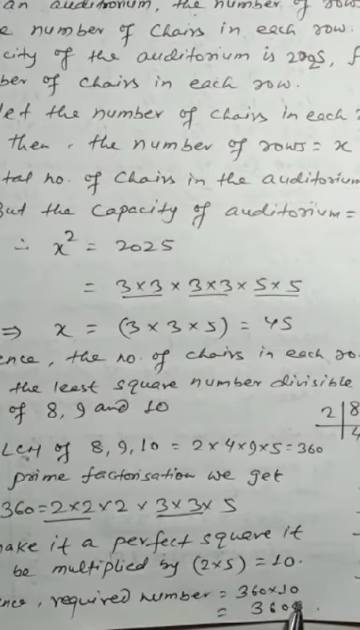 an auditorium, the number of row
e number of chairs in each row.
city of the auditorium is 2025, f
ber of chairs in each row.
Let the number of chairs in each
Then, the number of rows = x
tal no. of chairs in the auditorium
But the capacity of auditorium =
∴ x² = 2025
= 3×3 × 3×3 × 5×5
⇒ x = (3×3×5) = 45
ence, the no. of chairs in each ro
the least square number divisible
of 8, 9 and 10
2 8
4
LCM of 8, 9, 10 = 2×4×9×5=360
prime factorisation we get
360=2×2×2×3×3×5
make it a perfect square it
be multiplied by (2×5) = 10.
ence, required number = 360×10
= 360